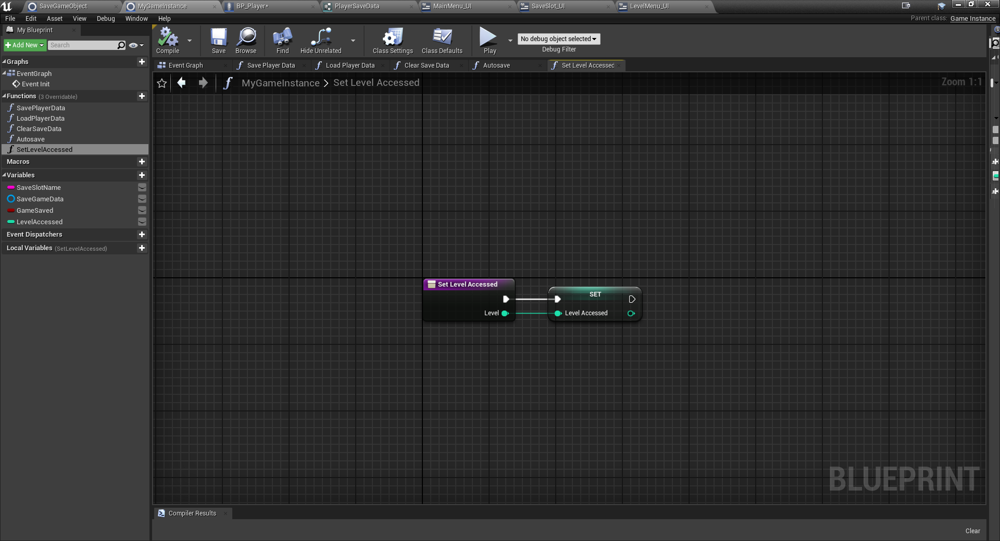 SaveGameObject
MyGameInstance
BP_Player*
PlayerSaveData
MainMenu_UI
SaveSlot_UI
LevelMenu_UI
File Edit Asset View Debug Window Help
Parent class: Game Instance
My Blueprint
Add New
Search
Compile
Save
Browse
Find
Hide Unrelated
Class Settings
Class Defaults
Play
No debug object selected
Debug Filter
Graphs
EventGraph
Event Init
Functions (3 Overridable)
SavePlayerData
LoadPlayerData
ClearSaveData
Autosave
SetLevelAccessed
Macros
Variables
SaveSlotName
SaveGameData
GameSaved
LevelAccessed
Event Dispatchers
Local Variables (SetLevelAccessed)
Event Graph
Save Player Data
Load Player Data
Clear Save Data
Autosave
Set Level Accessed
MyGameInstance > Set Level Accessed
Zoom 1:1
Set Level Accessed
Level
SET
Level Accessed
BLUEPRINT
Compiler Results
Clear